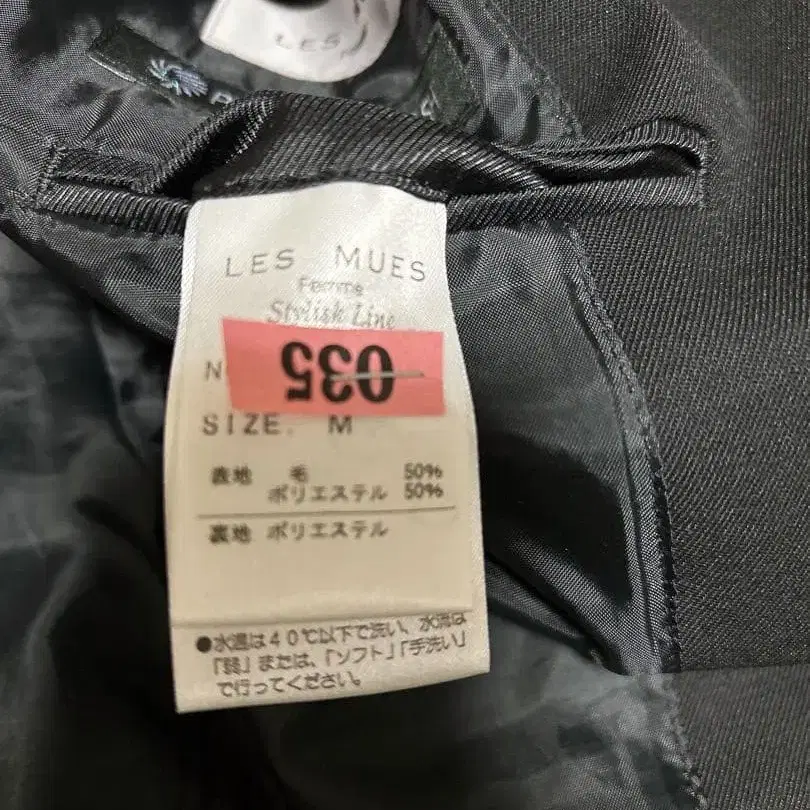 LES
LES MUES
Femme
Stylish Line
N
035
SIZE. M
表地 毛 50%
ポリエステル 50%
裏地 ポリエステル
●水温は40℃以下で洗い、水流は
「弱」または、「ソフト」「手洗い」
で行ってください。